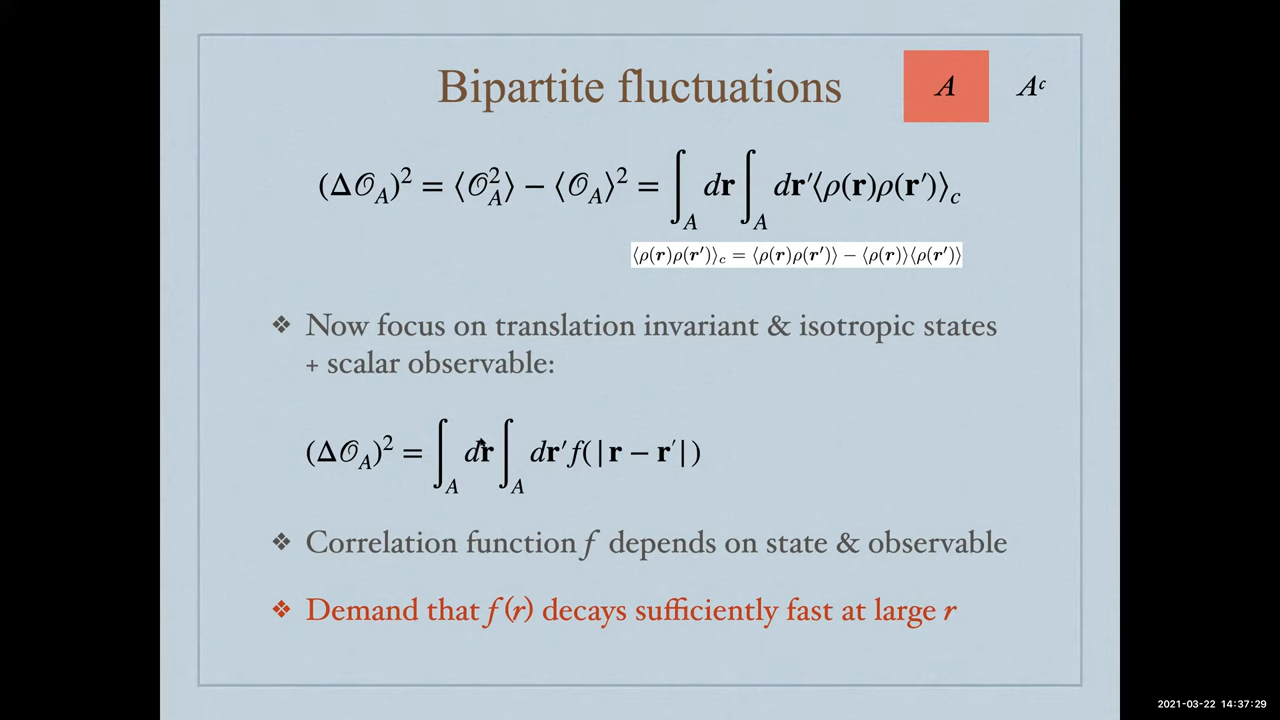 Bipartite fluctuations
A
Aᶜ
(Δ𝒪_A)² = ⟨𝒪_A²⟩ − ⟨𝒪_A⟩² = ∫_A d𝐫 ∫_A d𝐫′⟨ρ(𝐫)ρ(𝐫′)⟩_c
⟨ρ(𝒓)ρ(𝒓′)⟩_c = ⟨ρ(𝒓)ρ(𝒓′)⟩ − ⟨ρ(𝒓)⟩⟨ρ(𝒓′)⟩
❖ Now focus on translation invariant & isotropic states
+ scalar observable:
(Δ𝒪_A)² = ∫_A d𝐫 ∫_A d𝐫′f(|𝐫 − 𝐫′|)
❖ Correlation function f depends on state & observable
❖ Demand that f(r) decays sufficiently fast at large r
2021-03-22 14:37:29